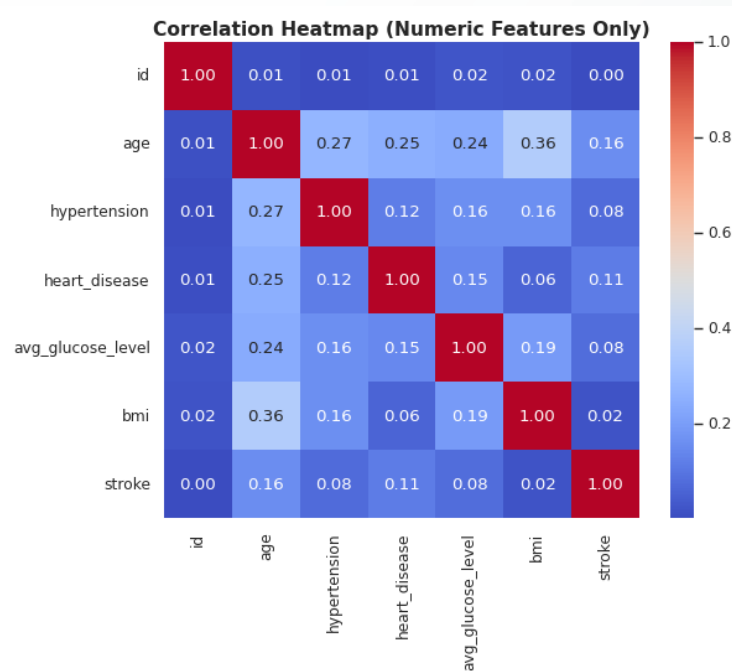 Correlation Heatmap (Numeric Features Only)
id 1.00 0.01 0.01 0.01 0.02 0.02 0.00
age 0.01 1.00 0.27 0.25 0.24 0.36 0.16
hypertension 0.01 0.27 1.00 0.12 0.16 0.16 0.08
heart_disease 0.01 0.25 0.12 1.00 0.15 0.06 0.11
avg_glucose_level 0.02 0.24 0.16 0.15 1.00 0.19 0.08
bmi 0.02 0.36 0.16 0.06 0.19 1.00 0.02
stroke 0.00 0.16 0.08 0.11 0.08 0.02 1.00
id
age
hypertension
heart_disease
avg_glucose_level
bmi
stroke
1.0
0.8
0.6
0.4
0.2